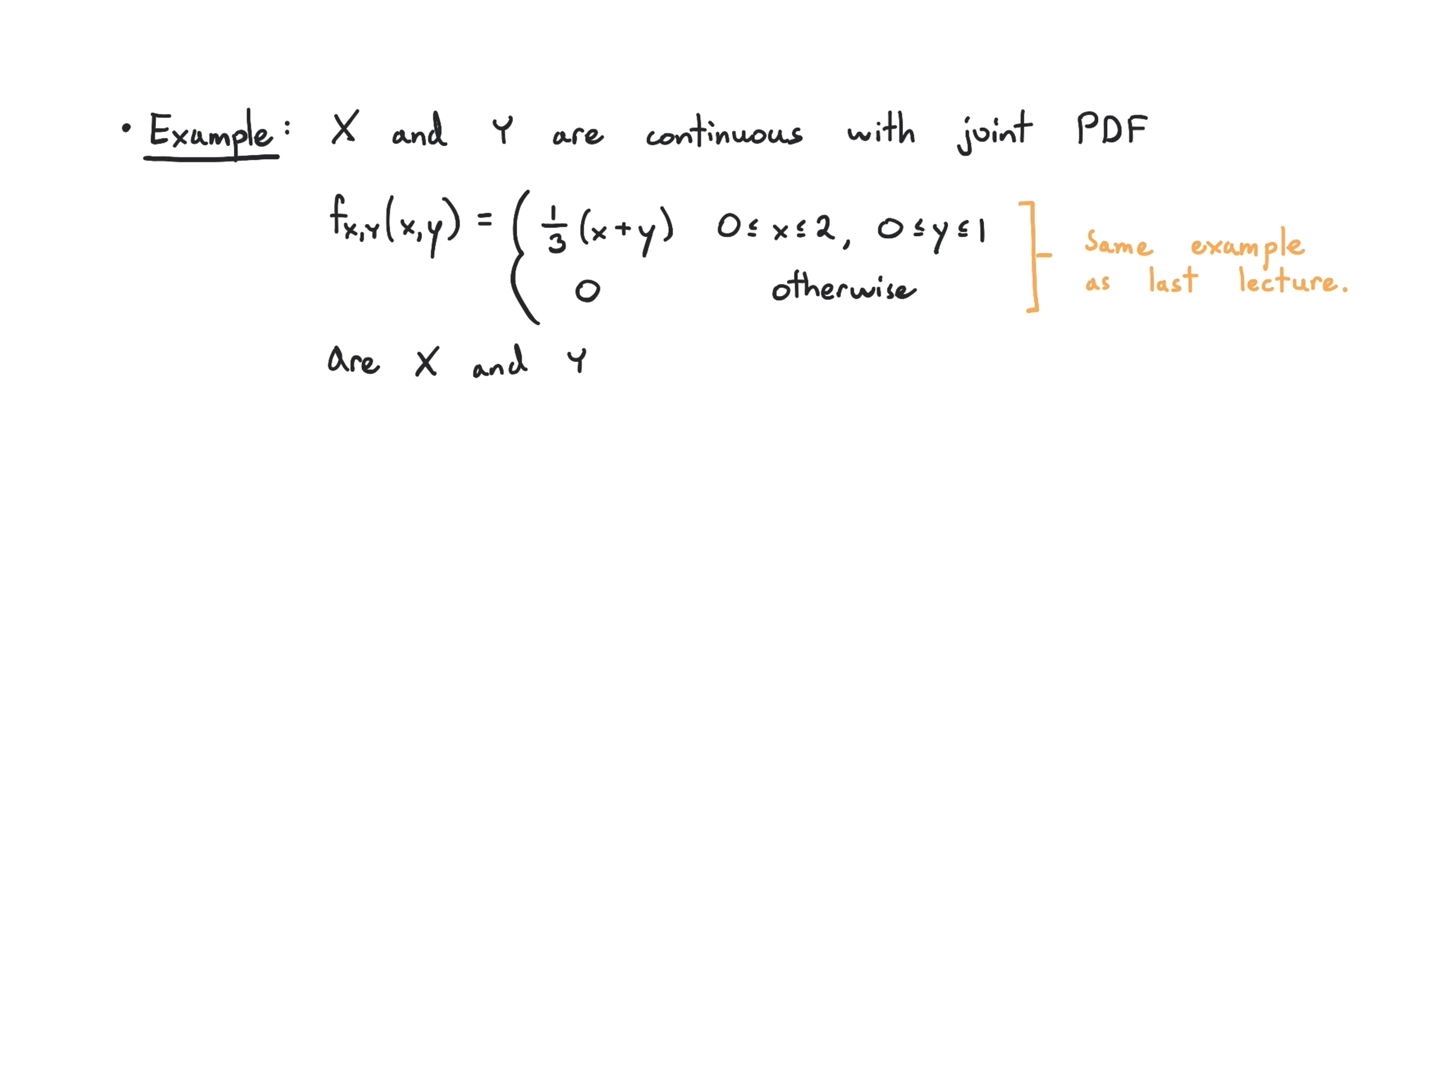 • Example: X and Y are continuous with joint PDF
f_{X,Y}(x,y) = { 1/3 (x+y) 0 ≤ x ≤ 2, 0 ≤ y ≤ 1
0 otherwise
Same example
as last lecture.
Are X and Y